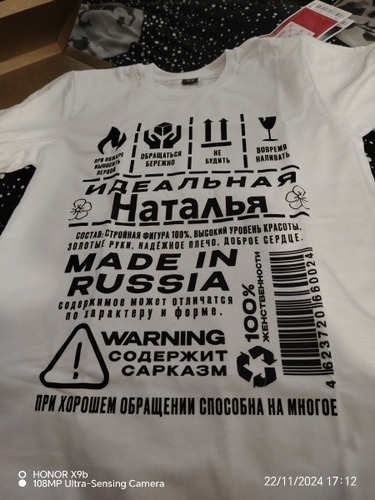 ПРИ ПОЖАРЕ
ВЫНОСИТЬ
ПЕРВОЙ
ОБРАЩАТЬСЯ
БЕРЕЖНО
НЕ
БУДИТЬ
ВОВРЕМЯ
НАЛИВАТЬ
ИДЕАЛЬНАЯ
Наталья
СОСТАВ: СТРОЙНАЯ ФИГУРА 100%, ВЫСОКИЙ УРОВЕНЬ КРАСОТЫ.
ЗОЛОТЫЕ РУКИ. НАДЁЖНОЕ ПЛЕЧО. ДОБРОЕ СЕРДЦЕ.
MADE IN
RUSSIA
содержимое может отличатся
по характеру и форме.
100%
ЖЕНСТВЕННОСТИ
4 623720 660024
WARNING
СОДЕРЖИТ
САРКАЗМ
ПРИ ХОРОШЕМ ОБРАЩЕНИИ СПОСОБНА НА МНОГОЕ
HONOR X9b
108MP Ultra-Sensing Camera
22/11/2024 17:12